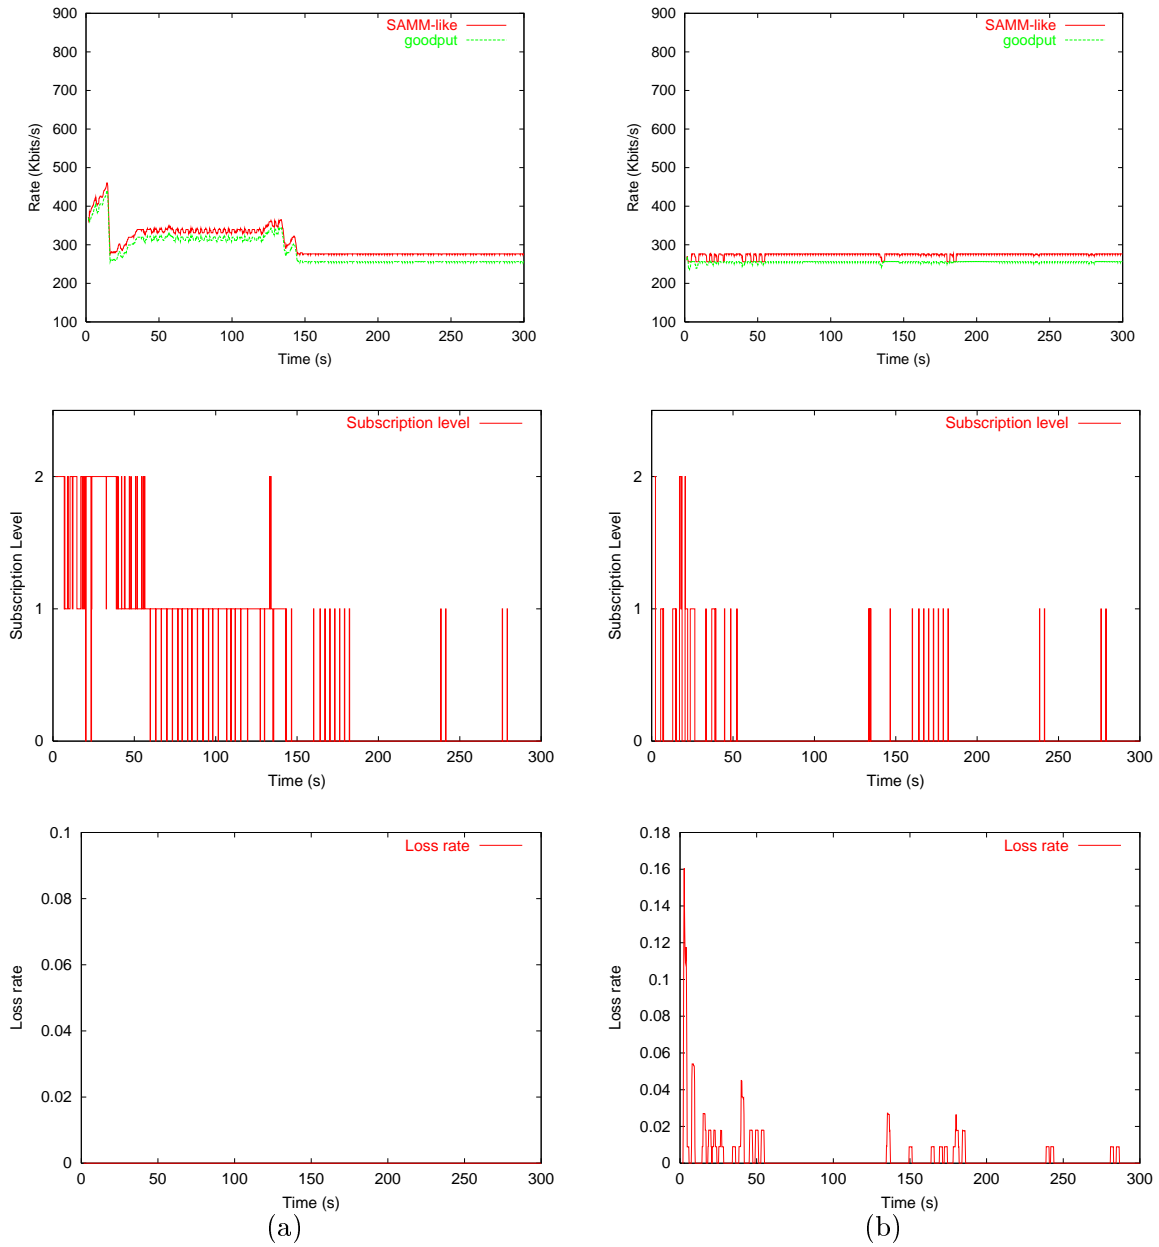 900
800
700
600
500
400
300
200
100
0 50 100 150 200 250 300
Rate (Kbits/s)
Time (s)
SAMM-like
goodput
900
800
700
600
500
400
300
200
100
0 50 100 150 200 250 300
Rate (Kbits/s)
Time (s)
SAMM-like
goodput
2
1
0
0 50 100 150 200 250 300
Subscription Level
Time (s)
Subscription level
2
1
0
0 50 100 150 200 250 300
Subscription Level
Time (s)
Subscription level
0.1
0.08
0.06
0.04
0.02
0
0 50 100 150 200 250 300
Loss rate
Time (s)
Loss rate
(a)
0.18
0.16
0.14
0.12
0.1
0.08
0.06
0.04
0.02
0
0 50 100 150 200 250 300
Loss rate
Time (s)
Loss rate
(b)